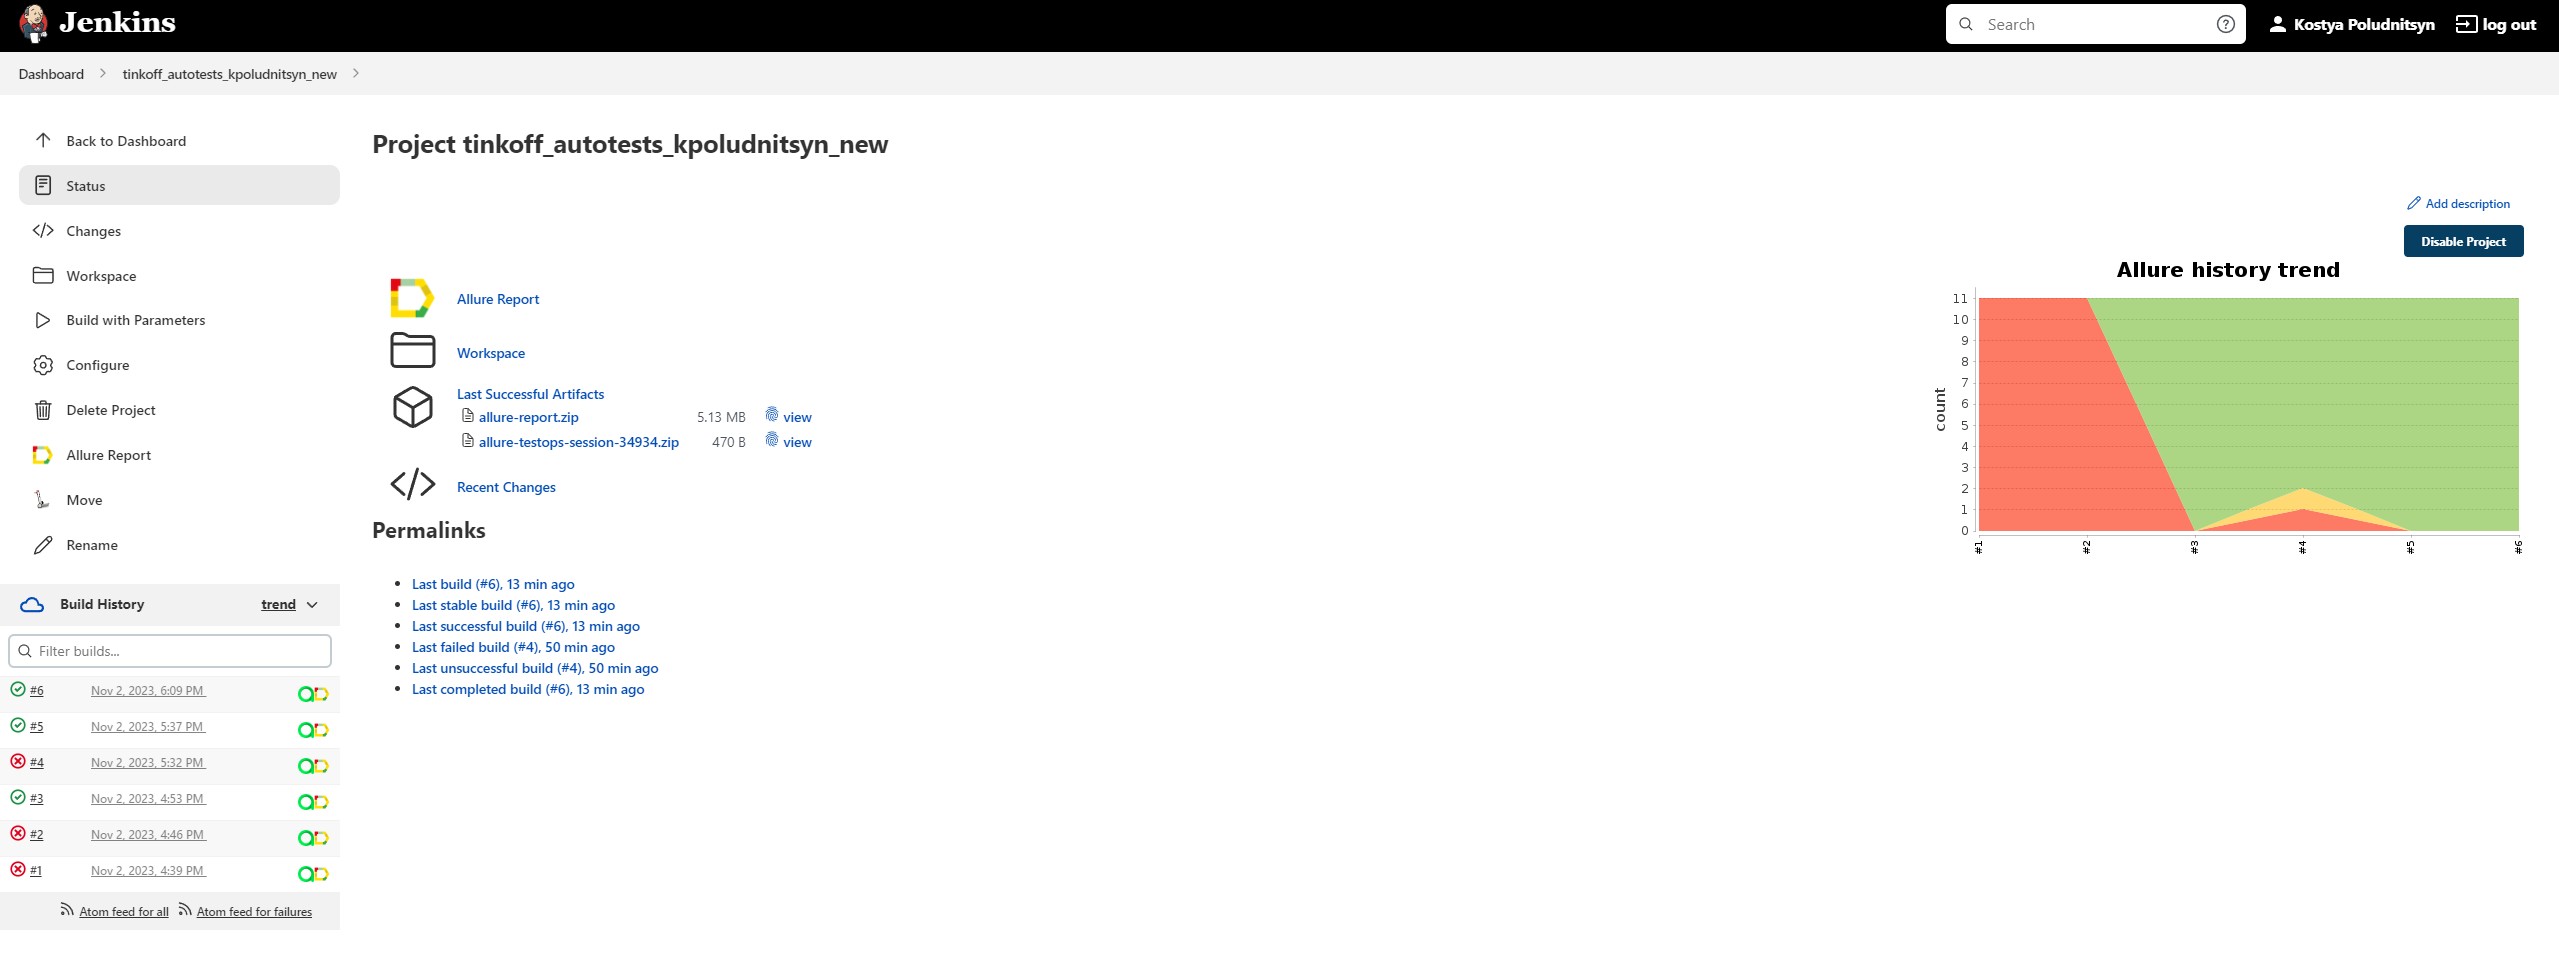 Jenkins
Search
Kostya Poludnitsyn
log out
Dashboard
tinkoff_autotests_kpoludnitsyn_new
Back to Dashboard
Status
Changes
Workspace
Build with Parameters
Configure
Delete Project
Allure Report
Move
Rename
Build History
trend
Filter builds...
#6 Nov 2, 2023, 6:09 PM
#5 Nov 2, 2023, 5:37 PM
#4 Nov 2, 2023, 5:32 PM
#3 Nov 2, 2023, 4:53 PM
#2 Nov 2, 2023, 4:46 PM
#1 Nov 2, 2023, 4:39 PM
Atom feed for all Atom feed for failures
Project tinkoff_autotests_kpoludnitsyn_new
Add description
Disable Project
Allure Report
Workspace
Last Successful Artifacts
allure-report.zip 5.13 MB view
allure-testops-session-34934.zip 470 B view
Recent Changes
Permalinks
Last build (#6), 13 min ago
Last stable build (#6), 13 min ago
Last successful build (#6), 13 min ago
Last failed build (#4), 50 min ago
Last unsuccessful build (#4), 50 min ago
Last completed build (#6), 13 min ago
Allure history trend
count
11
10
9
8
7
6
5
4
3
2
1
0
#1 #2 #3 #4 #5 #6